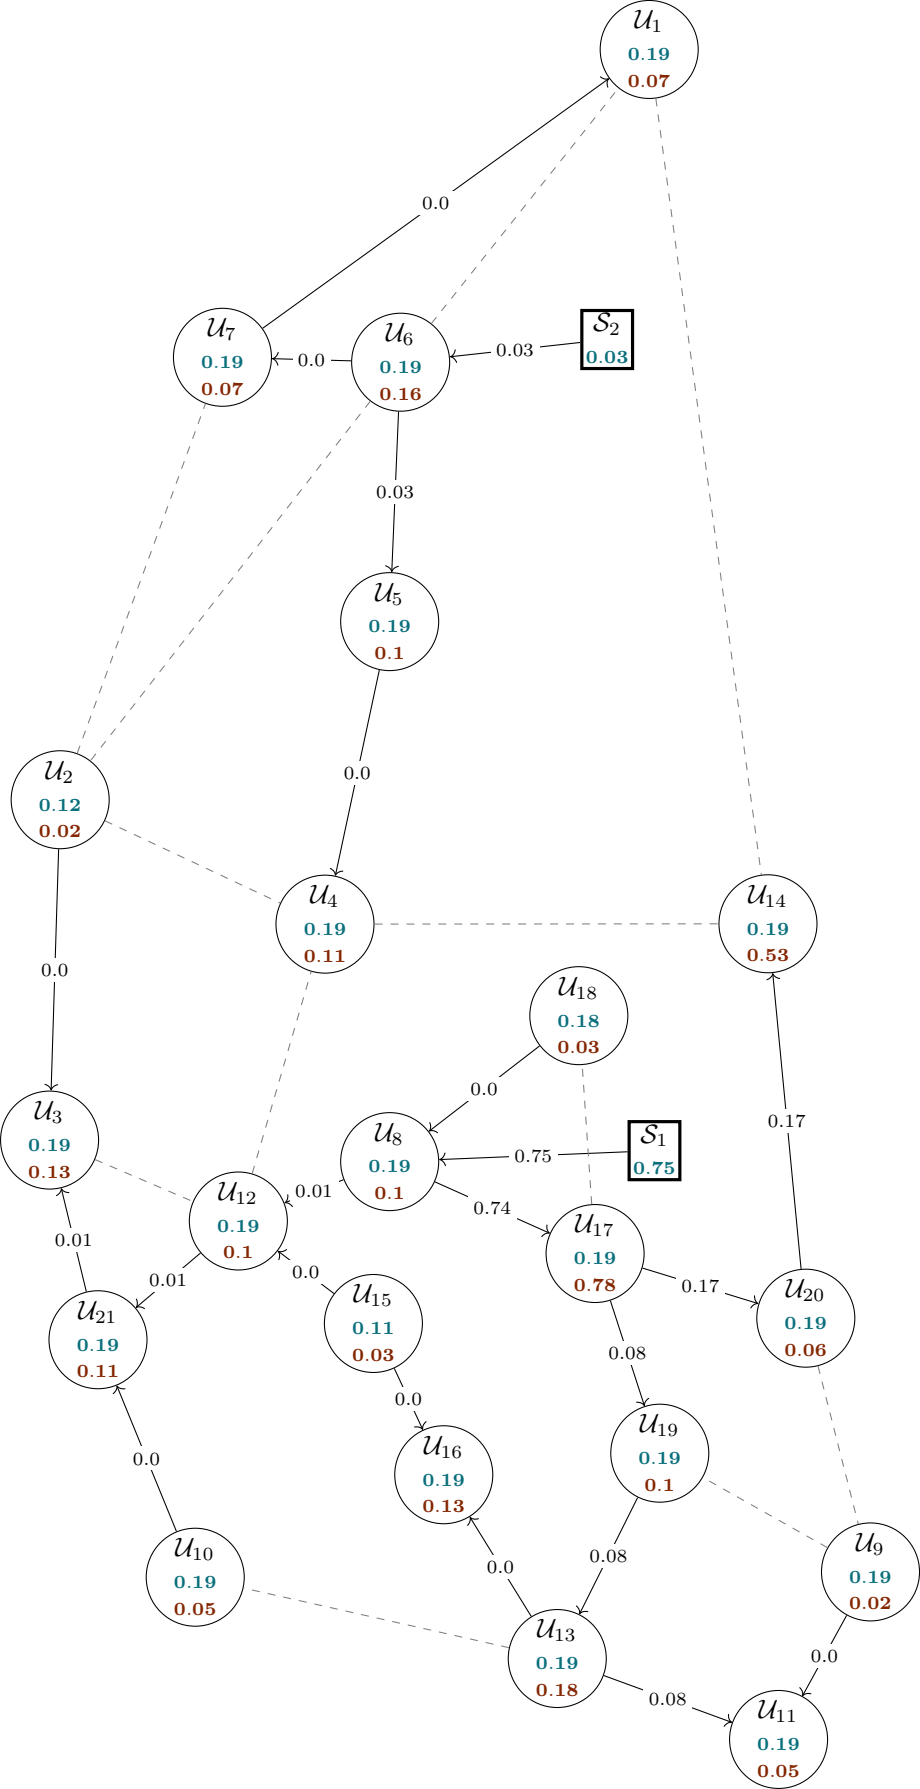 𝒰₁
0.19
0.07
0.0
𝒰₇
0.19
0.07
0.0
𝒰₆
0.19
0.16
0.03
𝒮₂
0.03
0.03
𝒰₅
0.19
0.1
0.0
𝒰₂
0.12
0.02
𝒰₄
0.19
0.11
𝒰₁₄
0.19
0.53
0.0
𝒰₁₈
0.18
0.03
0.0
0.17
𝒰₃
0.19
0.13
𝒰₈
0.19
0.1
0.75
𝒮₁
0.75
𝒰₁₂
0.19
0.1
0.01
0.74
𝒰₁₇
0.19
0.78
0.01
0.01
0.0
0.17
𝒰₂₁
0.19
0.11
𝒰₁₅
0.11
0.03
𝒰₂₀
0.19
0.06
0.08
0.0
𝒰₁₆
0.19
0.13
𝒰₁₉
0.19
0.1
0.0
𝒰₁₀
0.19
0.05
0.0
0.08
𝒰₉
0.19
0.02
𝒰₁₃
0.19
0.18
0.0
0.08
𝒰₁₁
0.19
0.05